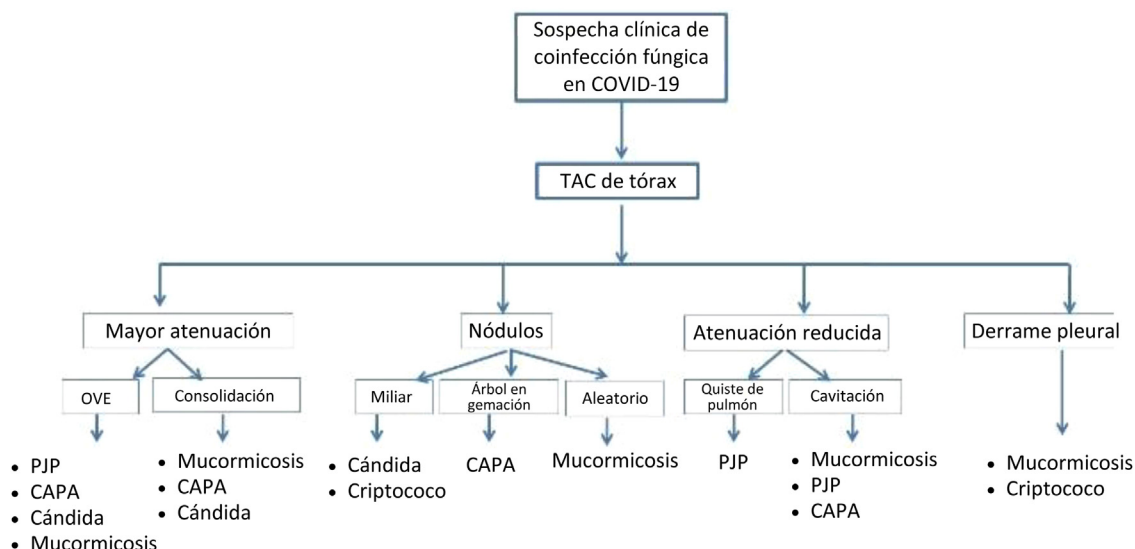 Sospecha clínica de
coinfección fúngica
en COVID-19
TAC de tórax
Mayor atenuación
Nódulos
Atenuación reducida
Derrame pleural
OVE
Consolidación
Miliar
Árbol en
gemación
Aleatorio
Quiste de
pulmón
Cavitación
• PJP
• CAPA
• Cándida
• Mucormicosis
• Mucormicosis
• CAPA
• Cándida
• Cándida
• Criptococo
CAPA
Mucormicosis
PJP
• Mucormicosis
• PJP
• CAPA
• Mucormicosis
• Criptococo